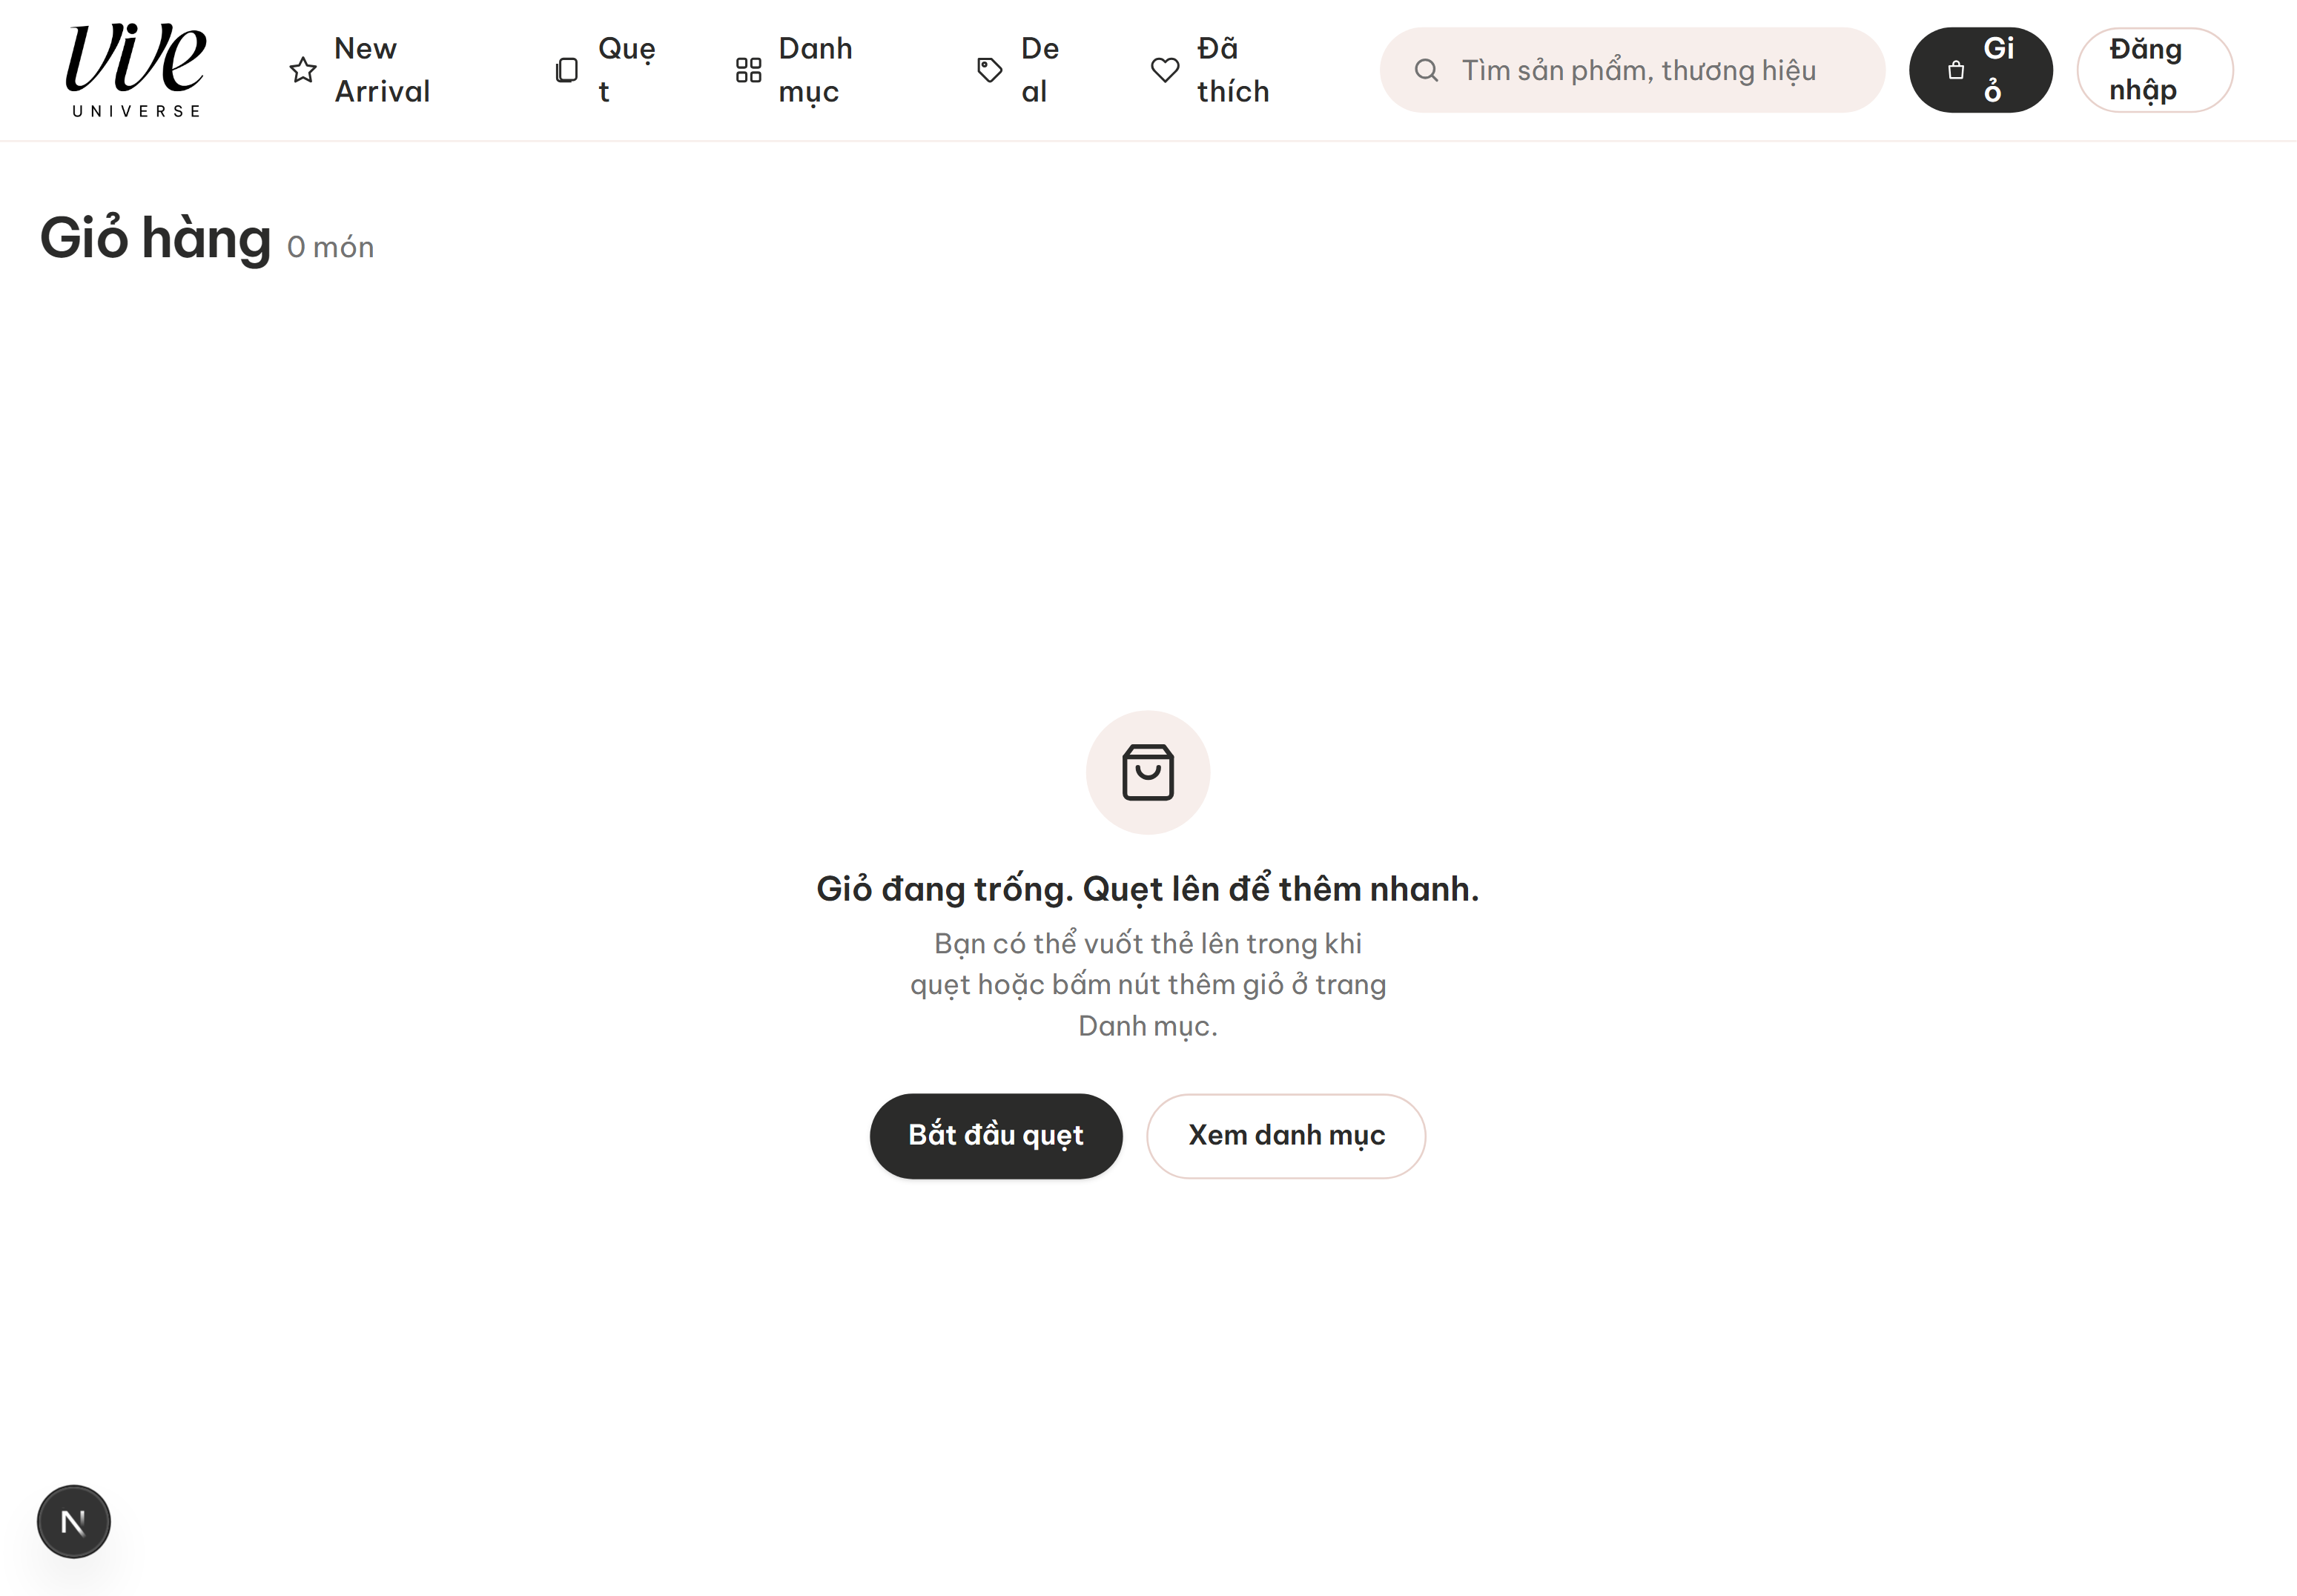 ViVe
UNIVERSE
New
Arrival
Quẹ
t
Danh
mục
De
al
Đã
thích
Tìm sản phẩm, thương hiệu
Gi
ỏ
Đăng
nhập
Giỏ hàng 0 món
Giỏ đang trống. Quẹt lên để thêm nhanh.
Bạn có thể vuốt thẻ lên trong khi
quẹt hoặc bấm nút thêm giỏ ở trang
Danh mục.
Bắt đầu quẹt
Xem danh mục
N